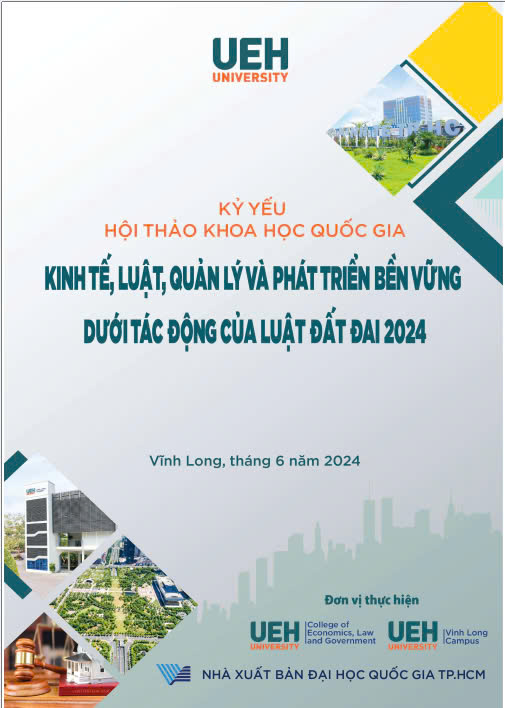 UEH
UNIVERSITY
KỶ YẾU
HỘI THẢO KHOA HỌC QUỐC GIA
KINH TẾ, LUẬT, QUẢN LÝ VÀ PHÁT TRIỂN BỀN VỮNG
DƯỚI TÁC ĐỘNG CỦA LUẬT ĐẤT ĐAI 2024
Vĩnh Long, tháng 6 năm 2024
UEH
Đơn vị thực hiện
UEH
UNIVERSITY
College of
Economics, Law
and Government
UEH
UNIVERSITY
Vinh Long
Campus
NHÀ XUẤT BẢN ĐẠI HỌC QUỐC GIA TP.HCM